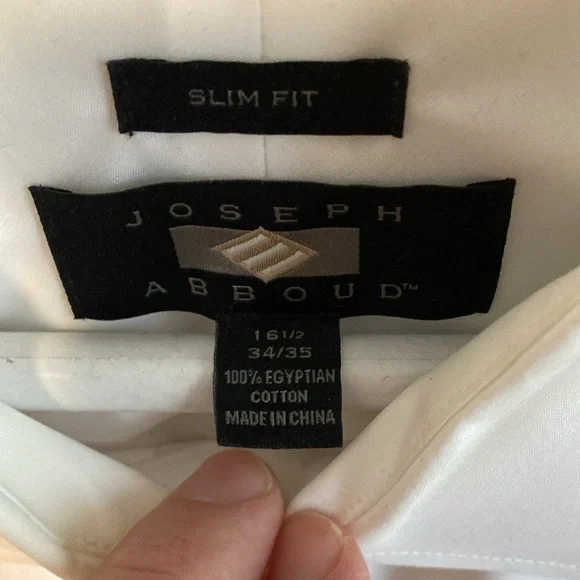 SLIM FIT
JOSEPH
ABBOUD™
16 1/2
34/35
100% EGYPTIAN
COTTON
MADE IN CHINA